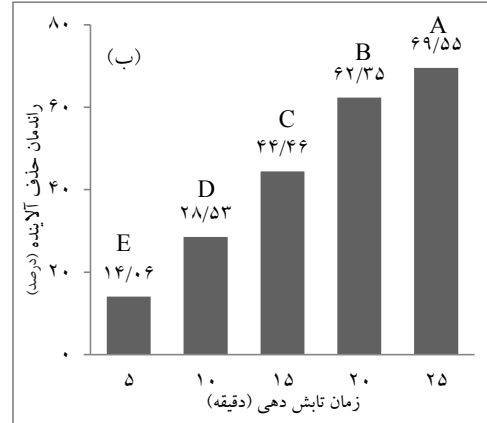 ۸۰
۶۰
۴۰
۲۰
۰
راندمان حذف آلاینده (درصد)
(ب)
A
۶۹/۵۵
B
۶۲/۳۵
C
۴۴/۴۶
D
۲۸/۵۳
E
۱۴/۰۶
۵ ۱۰ ۱۵ ۲۰ ۲۵
زمان تابش دهی (دقیقه)